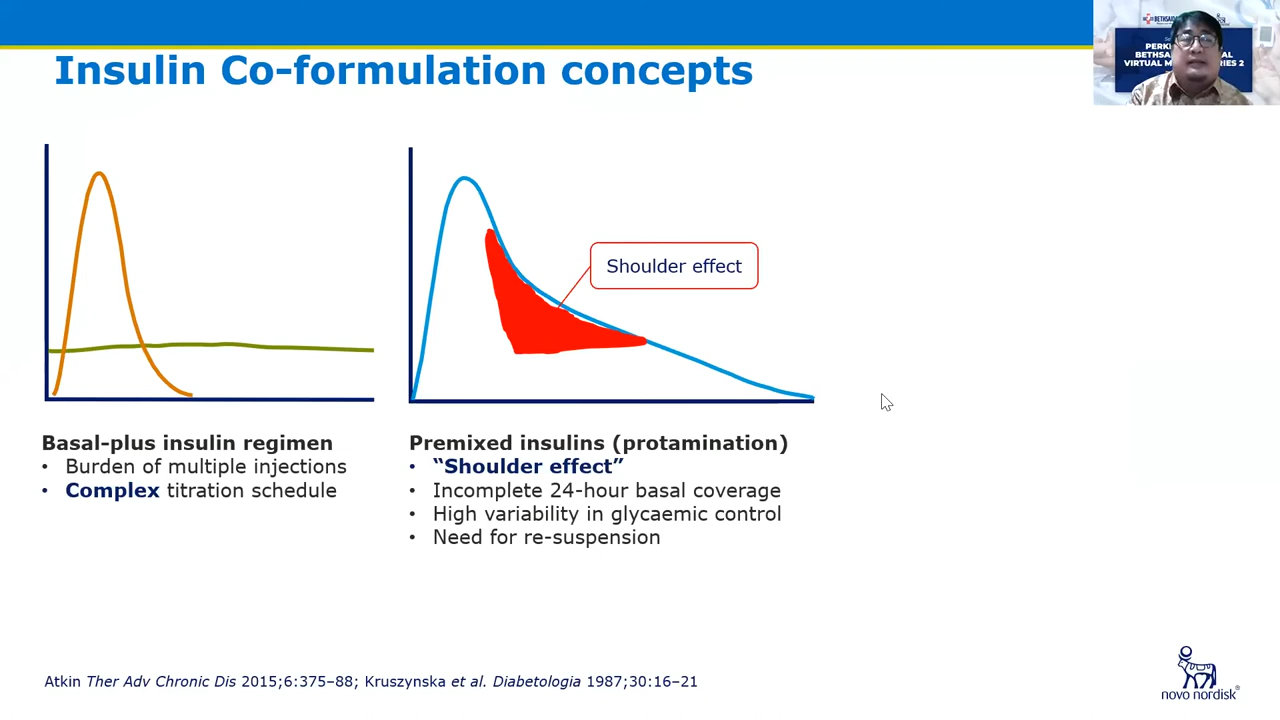 Insulin Co-formulation concepts
BETHSAIDA
VIRTUAL
Shoulder effect
Basal-plus insulin regimen
• Burden of multiple injections
• Complex titration schedule
Premixed insulins (protamination)
• “Shoulder effect”
• Incomplete 24-hour basal coverage
• High variability in glycaemic control
• Need for re-suspension
Atkin Ther Adv Chronic Dis 2015;6:375–88; Kruszynska et al. Diabetologia 1987;30:16–21
novo nordisk®